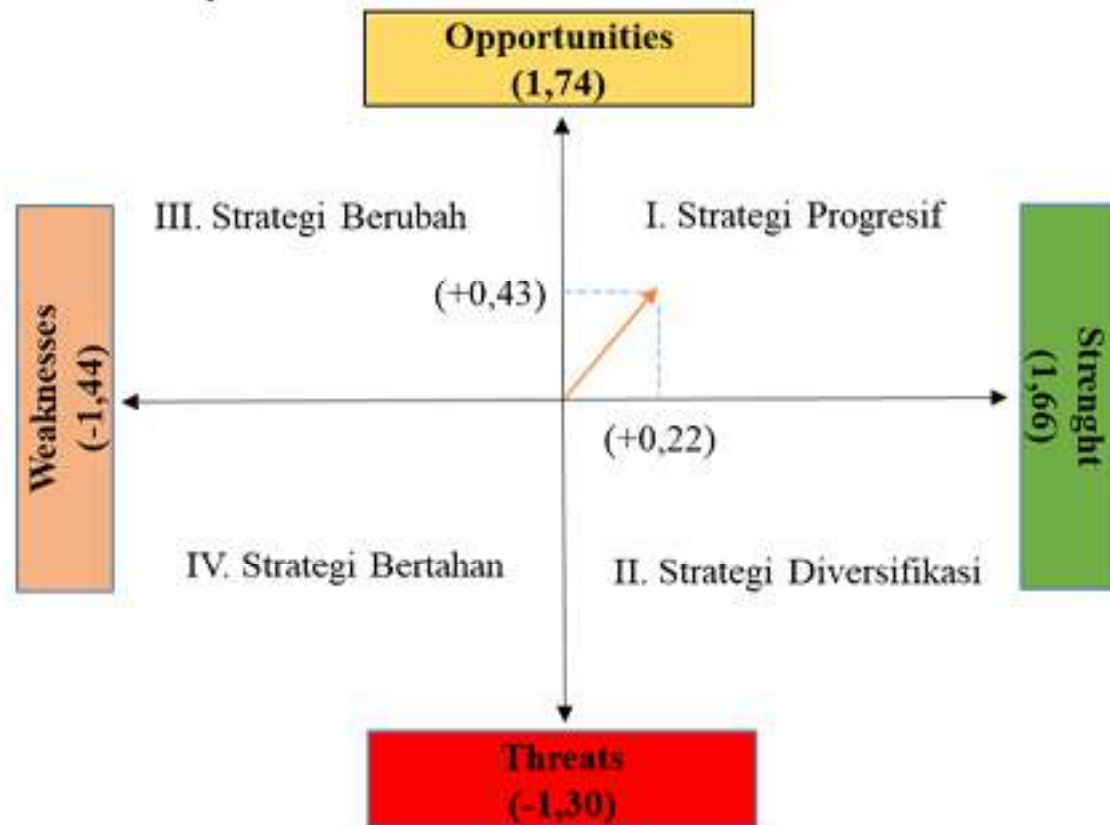 Opportunities
(1,74)
III. Strategi Berubah
I. Strategi Progresif
(+0,43)
Weaknesses
(-1,44)
Strenght
(1,66)
(+0,22)
IV. Strategi Bertahan
II. Strategi Diversifikasi
Threats
(-1,30)